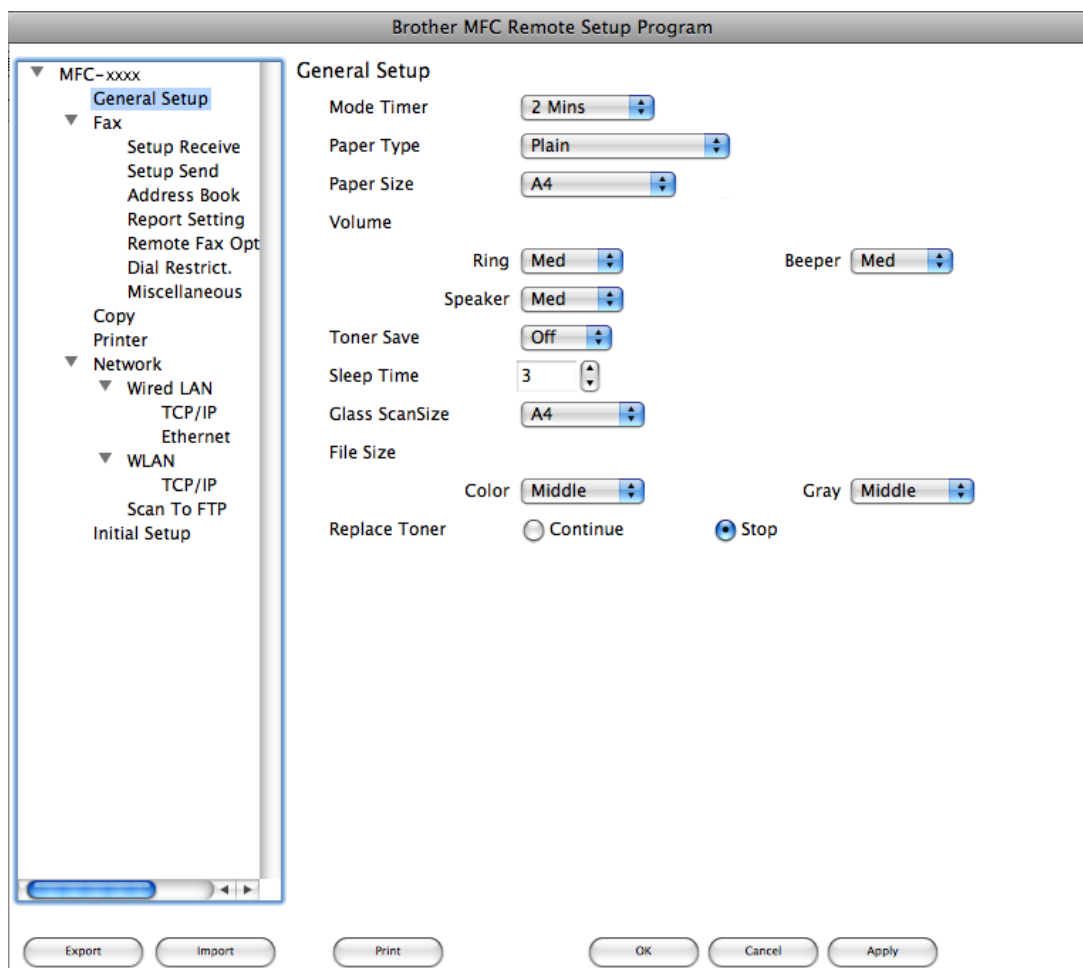 Brother MFC Remote Setup Program
MFC-xxxx
General Setup
Fax
Setup Receive
Setup Send
Address Book
Report Setting
Remote Fax Opt
Dial Restrict.
Miscellaneous
Copy
Printer
Network
Wired LAN
TCP/IP
Ethernet
WLAN
TCP/IP
Scan To FTP
Initial Setup
General Setup
Mode Timer 2 Mins
Paper Type Plain
Paper Size A4
Volume
Ring Med Beeper Med
Speaker Med
Toner Save Off
Sleep Time 3
Glass ScanSize A4
File Size
Color Middle Gray Middle
Replace Toner Continue Stop
Export Import Print OK Cancel Apply